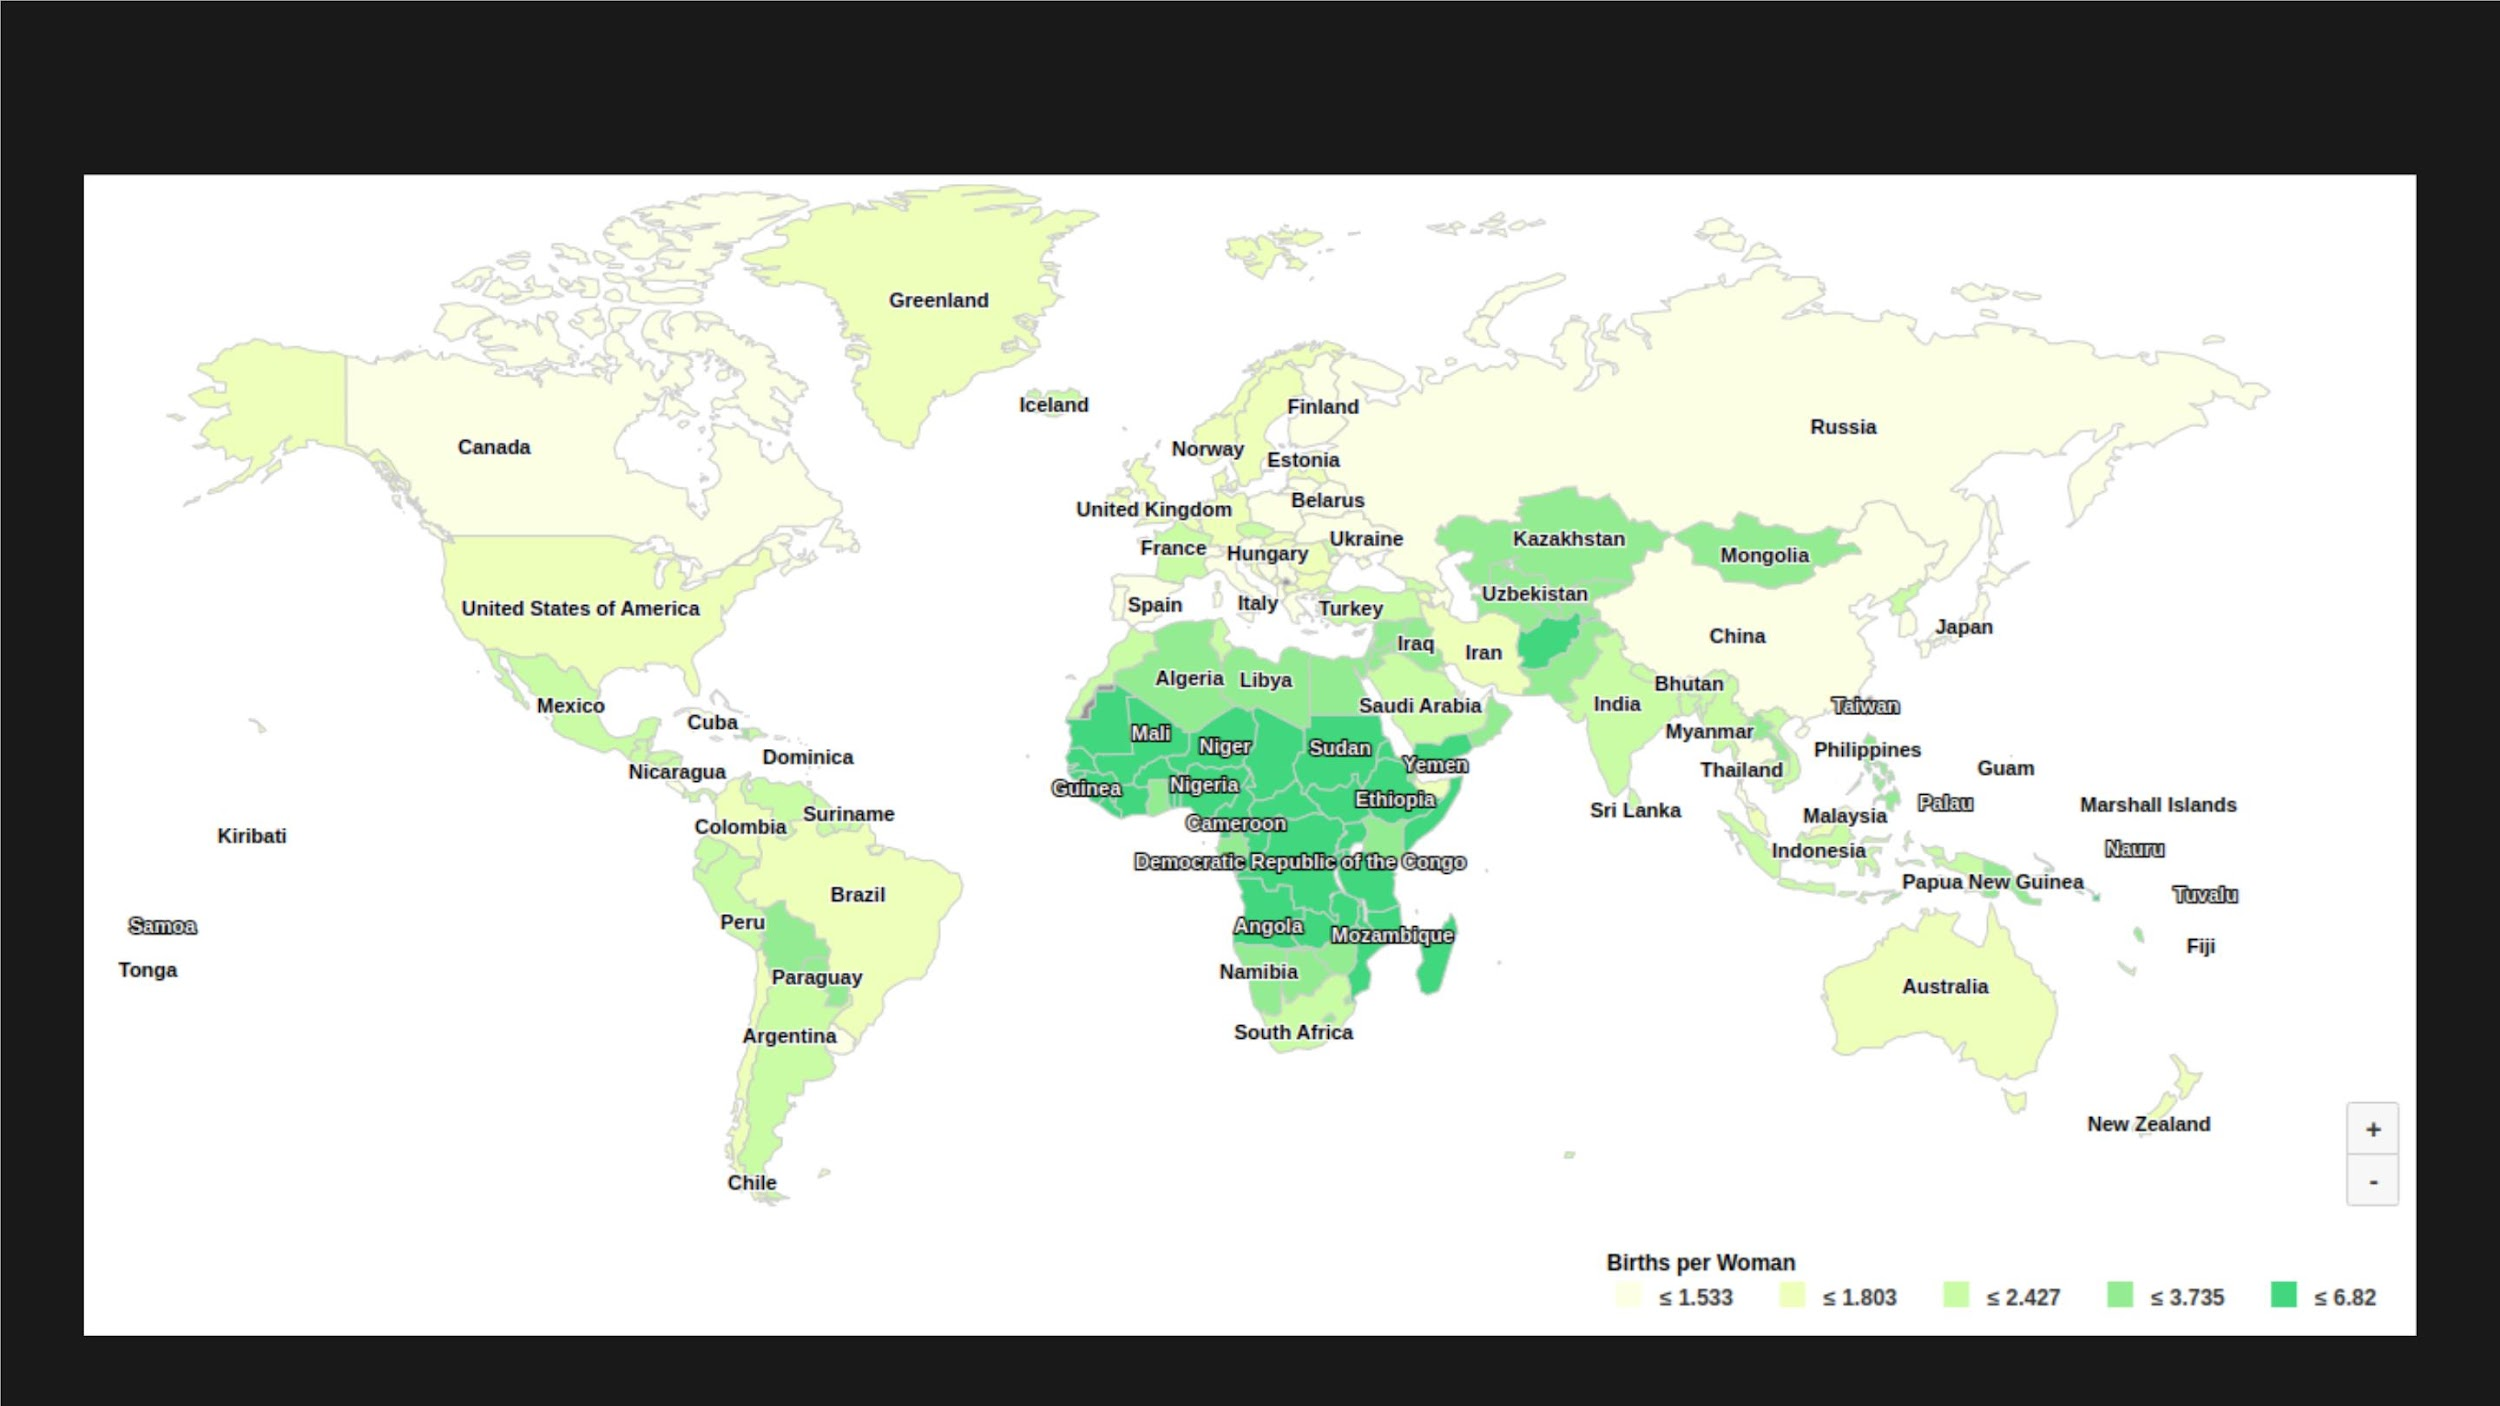 Greenland
Iceland
Finland
Russia
Canada
Norway
Estonia
Belarus
United Kingdom
Ukraine
Kazakhstan
France
Hungary
Mongolia
Uzbekistan
United States of America
Spain
Italy
Turkey
Japan
China
Iraq
Iran
Algeria
Libya
Bhutan
Mexico
Saudi Arabia
India
Taiwan
Cuba
Mali
Niger
Sudan
Myanmar
Philippines
Dominica
Yemen
Nicaragua
Thailand
Guam
Guinea
Nigeria
Ethiopia
Palau
Marshall Islands
Suriname
Sri Lanka
Malaysia
Colombia
Cameroon
Kiribati
Indonesia
Nauru
Democratic Republic of the Congo
Papua New Guinea
Brazil
Tuvalu
Peru
Samoa
Angola
Mozambique
Fiji
Tonga
Paraguay
Namibia
Australia
Argentina
South Africa
New Zealand
+
Chile
-
Births per Woman
≤ 1.533 ≤ 1.803 ≤ 2.427 ≤ 3.735 ≤ 6.82